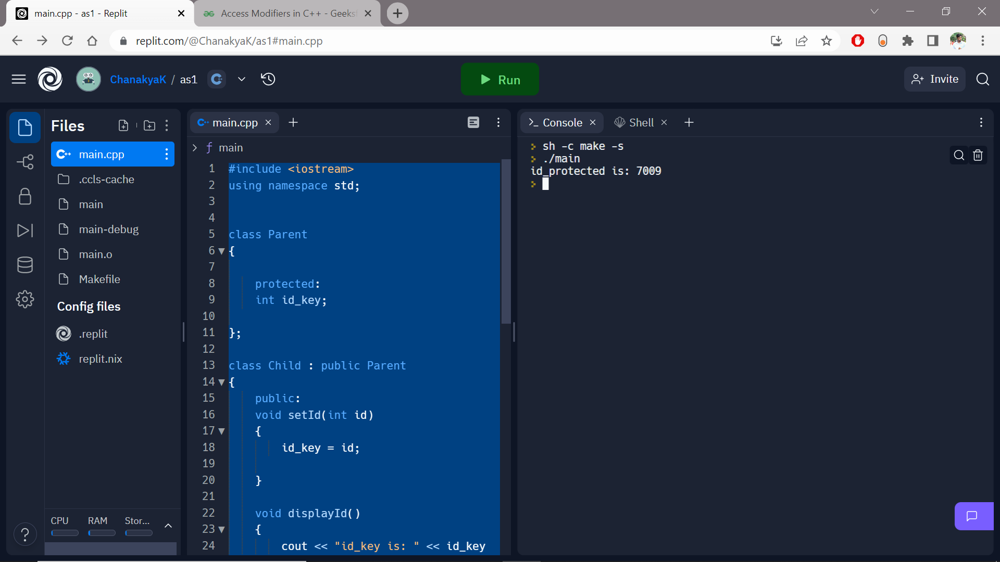 main.cpp - as1 - Replit
Access Modifiers in C++ - Geeks
replit.com/@ChanakyaK/as1#main.cpp
ChanakyaK / as1
Run
Invite
Files
main.cpp
.ccls-cache
main
main-debug
main.o
Makefile
Config files
.replit
replit.nix
CPU RAM Stor...
?
main.cpp
main
1 #include <iostream>
2 using namespace std;
3
4
5 class Parent
6 {
7
8 protected:
9 int id_key;
10
11 };
12
13 class Child : public Parent
14 {
15 public:
16 void setId(int id)
17 {
18 id_key = id;
19
20 }
21
22 void displayId()
23 {
24 cout << "id_key is: " << id_key
Console
Shell
sh -c make -s
./main
id_protected is: 7009